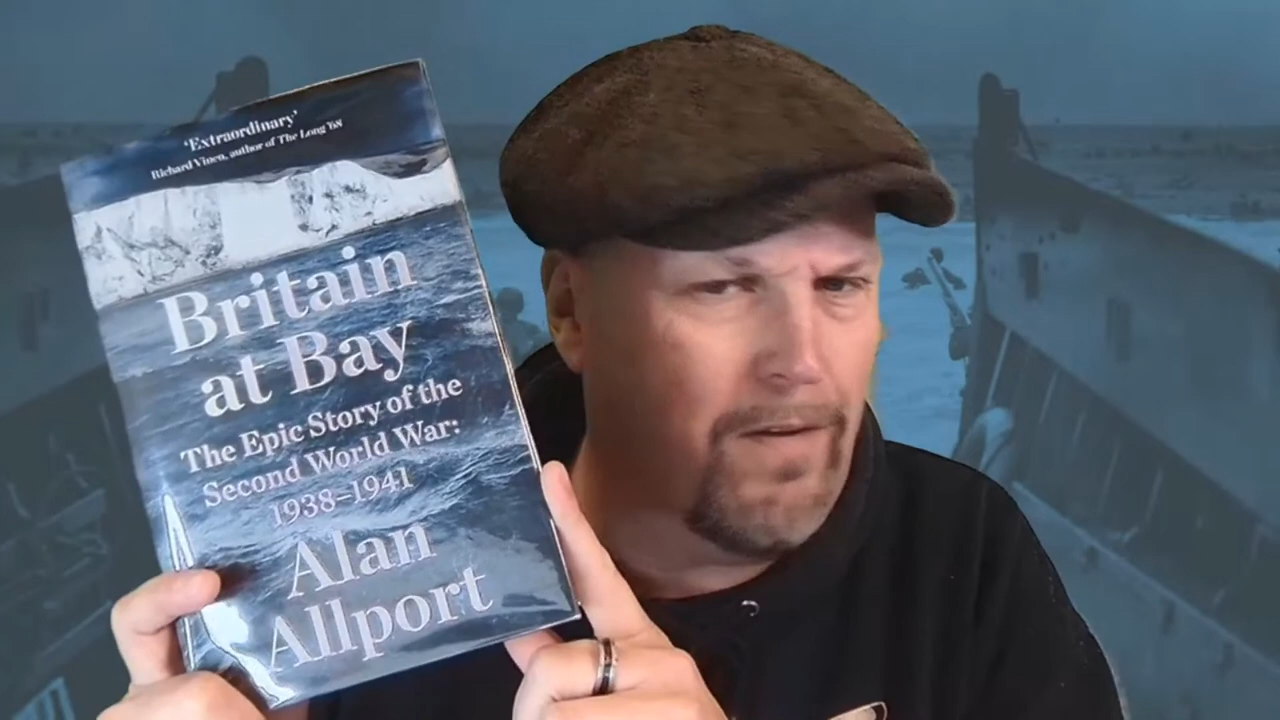 'Extraordinary'
Richard Vinen, author of The Long '68
Britain
at Bay
The Epic Story of the
Second World War:
1938–1941
Alan
Allport